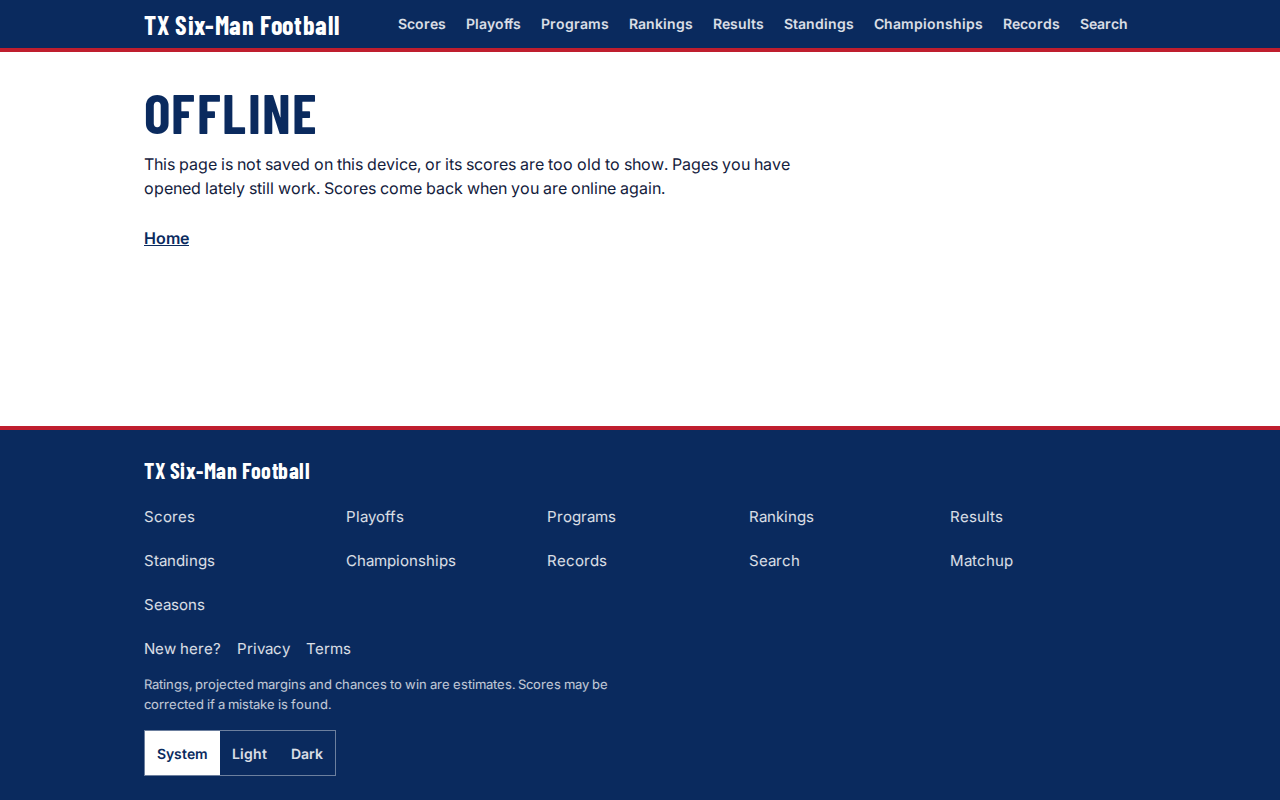 TX Six-Man Football
Scores Playoffs Programs Rankings Results Standings Championships Records Search
OFFLINE
This page is not saved on this device, or its scores are too old to show. Pages you have
opened lately still work. Scores come back when you are online again.
Home
TX Six-Man Football
Scores Playoffs Programs Rankings Results
Standings Championships Records Search Matchup
Seasons
New here? Privacy Terms
Ratings, projected margins and chances to win are estimates. Scores may be
corrected if a mistake is found.
System Light Dark